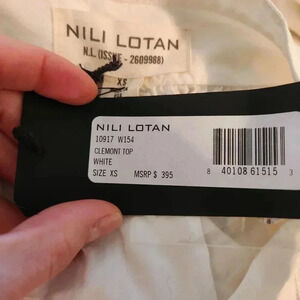 NILI LOTAN
N.L. (ISSUE - 2609988)
XS
NILI LOTAN
10917 W154
CLEMONT TOP
WHITE
SIZE XS MSRP $ 395
8 40108 61515 3